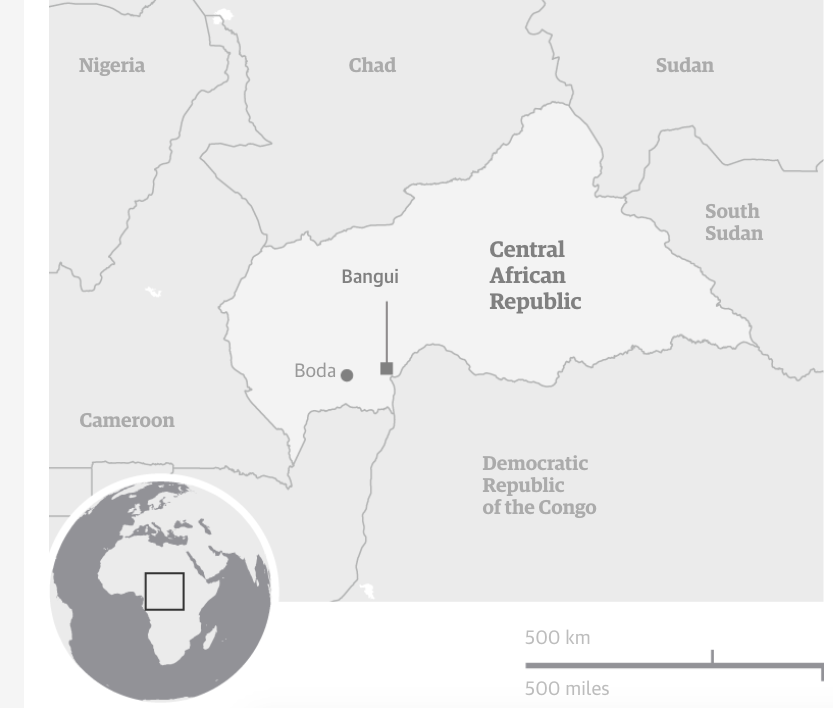 Nigeria
Chad
Sudan
South
Sudan
Central
African
Republic
Bangui
Boda
Cameroon
Democratic
Republic
of the Congo
500 km
500 miles